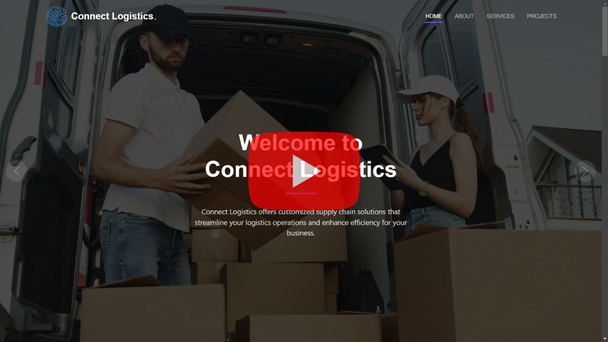 Connect Logistics.
HOME ABOUT SERVICES PROJECTS
Welcome to
Connect Logistics
Connect Logistics offers customized supply chain solutions that
streamline your logistics operations and enhance efficiency for your
business.